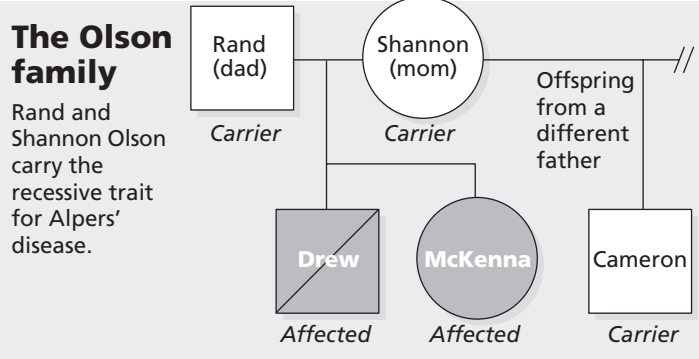 The Olson
family
Rand and
Shannon Olson
carry the
recessive trait
for Alpers’
disease.
Rand
(dad)
Carrier
Shannon
(mom)
Carrier
Offspring
from a
different
father
Drew
Affected
McKenna
Affected
Cameron
Carrier